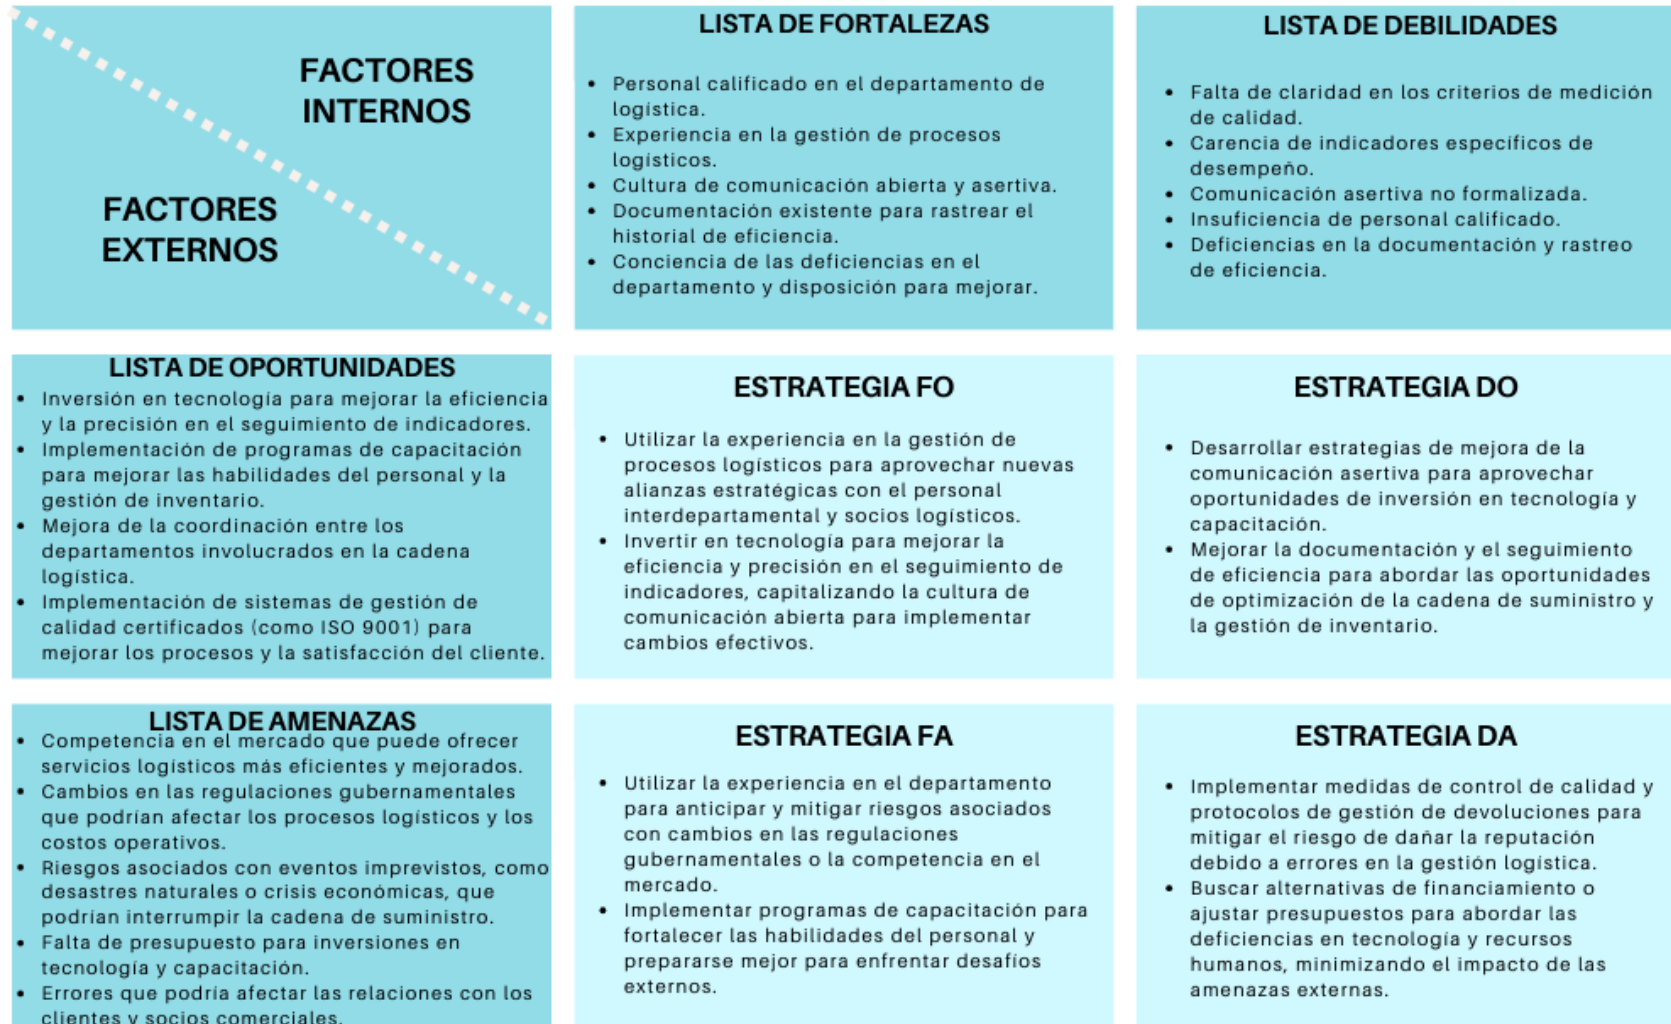 FACTORES
INTERNOS
FACTORES
EXTERNOS
LISTA DE FORTALEZAS
• Personal calificado en el departamento de
logística.
• Experiencia en la gestión de procesos
logísticos.
• Cultura de comunicación abierta y asertiva.
• Documentación existente para rastrear el
historial de eficiencia.
• Conciencia de las deficiencias en el
departamento y disposición para mejorar.
LISTA DE DEBILIDADES
• Falta de claridad en los criterios de medición
de calidad.
• Carencia de indicadores específicos de
desempeño.
• Comunicación asertiva no formalizada.
• Insuficiencia de personal calificado.
• Deficiencias en la documentación y rastreo
de eficiencia.
LISTA DE OPORTUNIDADES
• Inversión en tecnología para mejorar la eficiencia
y la precisión en el seguimiento de indicadores.
• Implementación de programas de capacitación
para mejorar las habilidades del personal y la
gestión de inventario.
• Mejora de la coordinación entre los
departamentos involucrados en la cadena
logística.
• Implementación de sistemas de gestión de
calidad certificados (como ISO 9001) para
mejorar los procesos y la satisfacción del cliente.
ESTRATEGIA FO
• Utilizar la experiencia en la gestión de
procesos logísticos para aprovechar nuevas
alianzas estratégicas con el personal
interdepartamental y socios logísticos.
• Invertir en tecnología para mejorar la
eficiencia y precisión en el seguimiento de
indicadores, capitalizando la cultura de
comunicación abierta para implementar
cambios efectivos.
ESTRATEGIA DO
• Desarrollar estrategias de mejora de la
comunicación asertiva para aprovechar
oportunidades de inversión en tecnología y
capacitación.
• Mejorar la documentación y el seguimiento
de eficiencia para abordar las oportunidades
de optimización de la cadena de suministro y
la gestión de inventario.
LISTA DE AMENAZAS
• Competencia en el mercado que puede ofrecer
servicios logísticos más eficientes y mejorados.
• Cambios en las regulaciones gubernamentales
que podrían afectar los procesos logísticos y los
costos operativos.
• Riesgos asociados con eventos imprevistos, como
desastres naturales o crisis económicas, que
podrían interrumpir la cadena de suministro.
• Falta de presupuesto para inversiones en
tecnología y capacitación.
• Errores que podría afectar las relaciones con los
clientes y socios comerciales.
ESTRATEGIA FA
• Utilizar la experiencia en el departamento
para anticipar y mitigar riesgos asociados
con cambios en las regulaciones
gubernamentales o la competencia en el
mercado.
• Implementar programas de capacitación para
fortalecer las habilidades del personal y
prepararse mejor para enfrentar desafíos
externos.
ESTRATEGIA DA
• Implementar medidas de control de calidad y
protocolos de gestión de devoluciones para
mitigar el riesgo de dañar la reputación
debido a errores en la gestión logística.
• Buscar alternativas de financiamiento o
ajustar presupuestos para abordar las
deficiencias en tecnología y recursos
humanos, minimizando el impacto de las
amenazas externas.